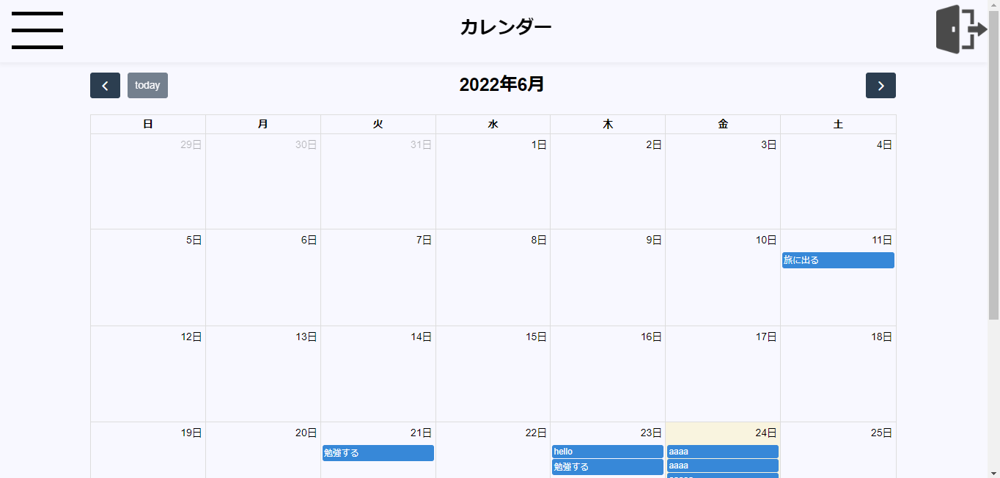 カレンダー
today
2022年6月
日 月 火 水 木 金 土
29日 30日 31日 1日 2日 3日 4日
5日 6日 7日 8日 9日 10日 11日
旅に出る
12日 13日 14日 15日 16日 17日 18日
19日 20日 21日 22日 23日 24日 25日
勉強する hello aaaa
勉強する aaaa